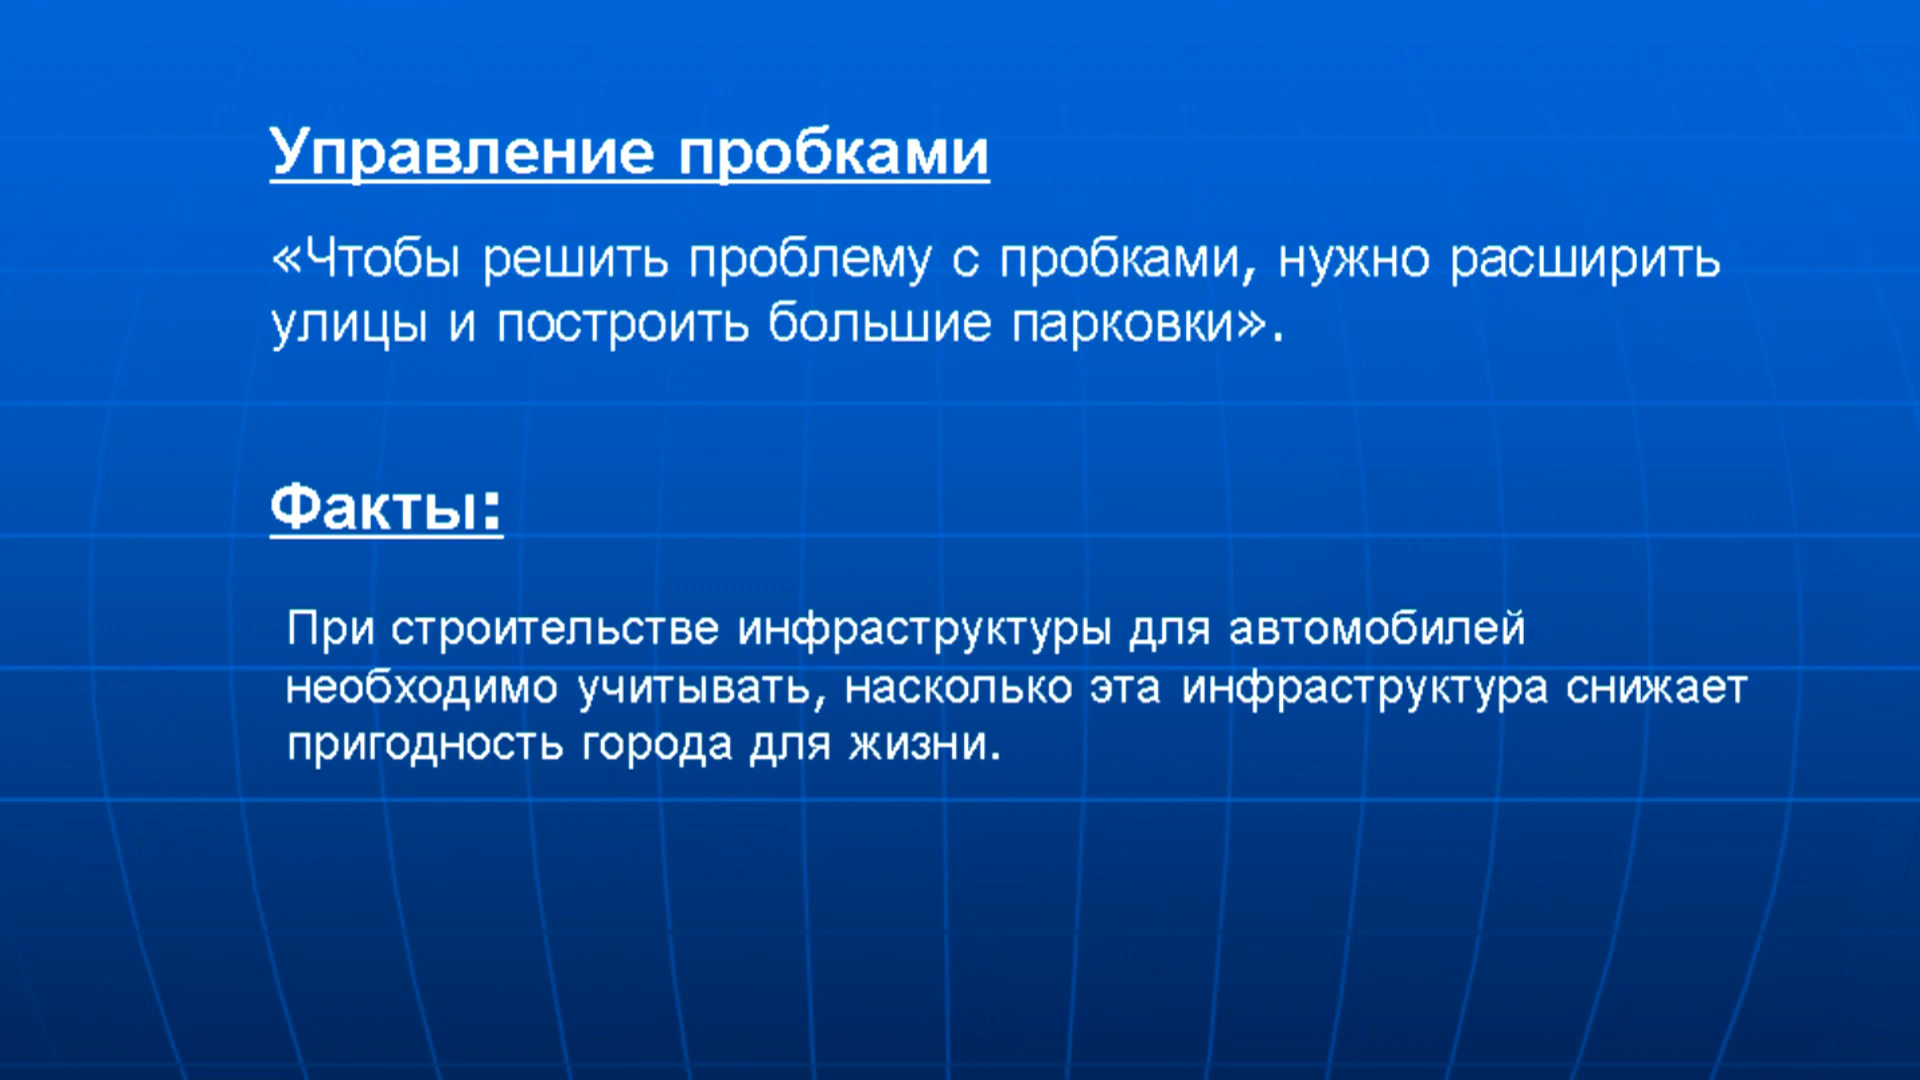 Управление пробками
«Чтобы решить проблему с пробками, нужно расширить
улицы и построить большие парковки».
Факты:
При строительстве инфраструктуры для автомобилей
необходимо учитывать, насколько эта инфраструктура снижает
пригодность города для жизни.